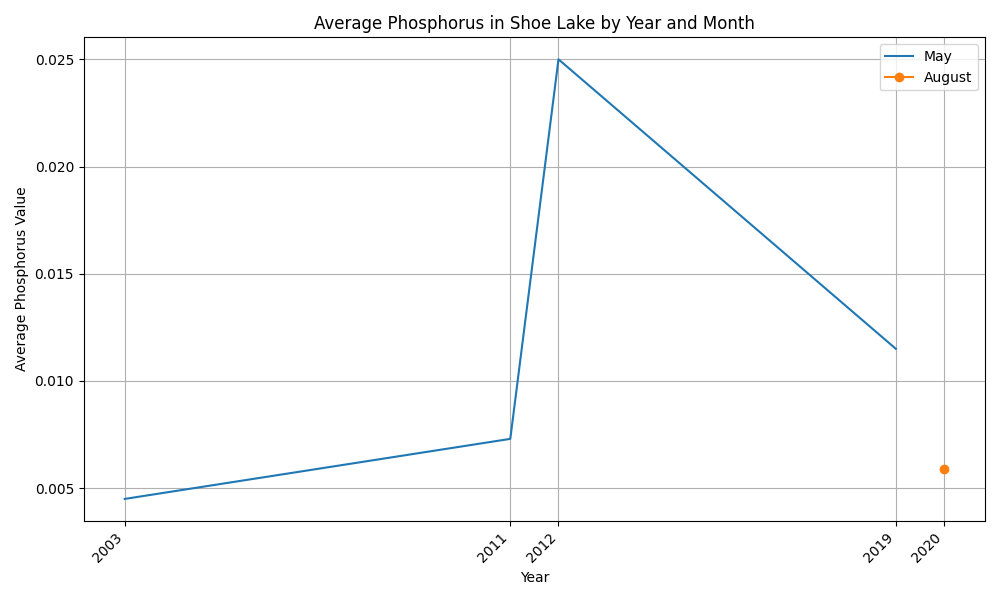 Average Phosphorus in Shoe Lake by Year and Month
May
August
Average Phosphorus Value
0.025
0.020
0.015
0.010
0.005
2003
2011
2012
2019
2020
Year